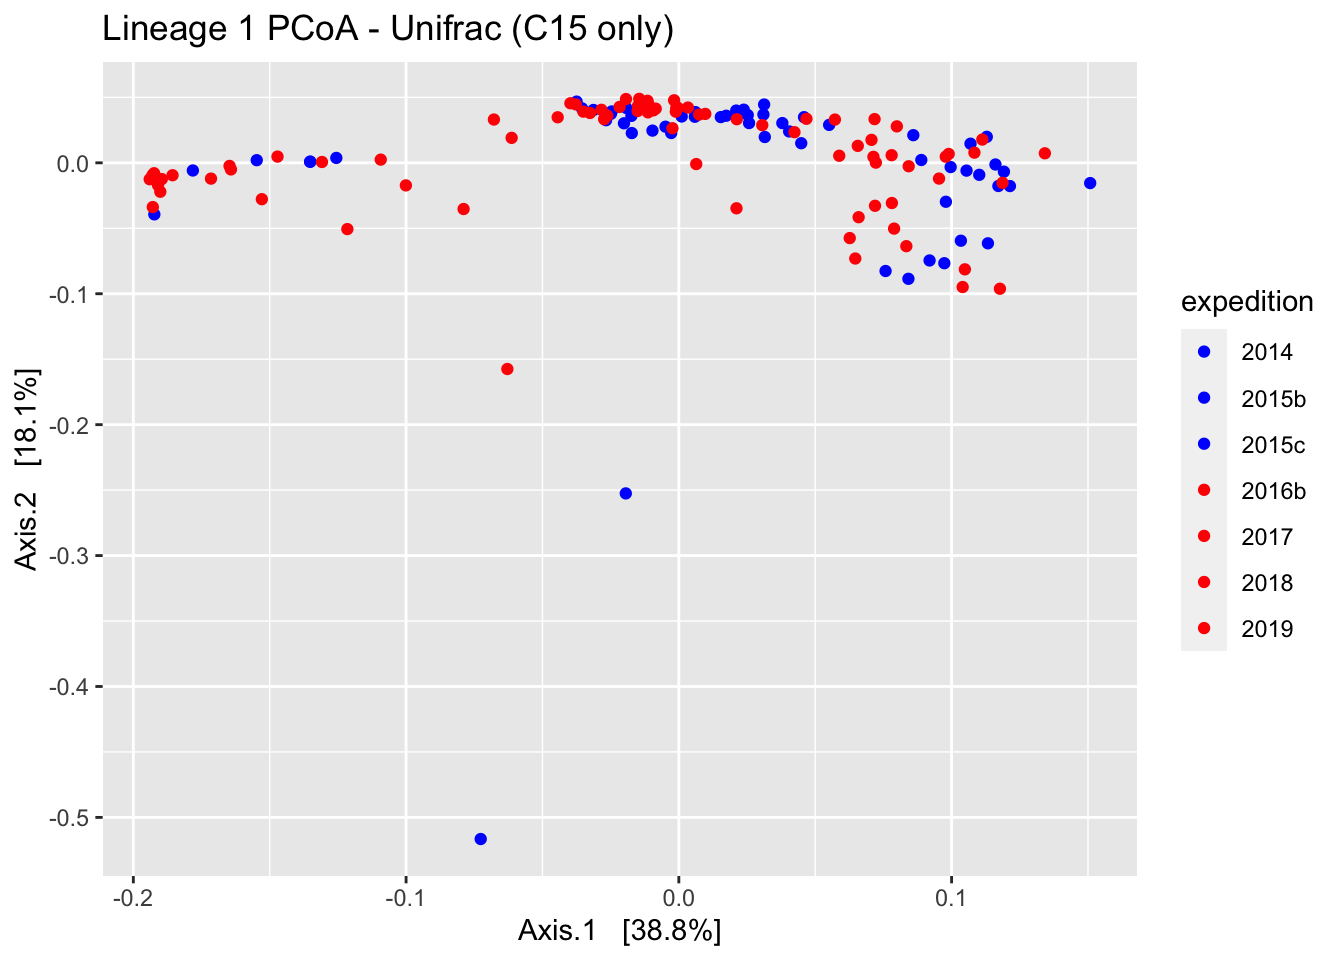 Lineage 1 PCoA - Unifrac (C15 only)
0.0
-0.1
-0.2
-0.3
-0.4
-0.5
Axis.2 [18.1%]
-0.2
-0.1
0.0
0.1
Axis.1 [38.8%]
expedition
2014
2015b
2015c
2016b
2017
2018
2019